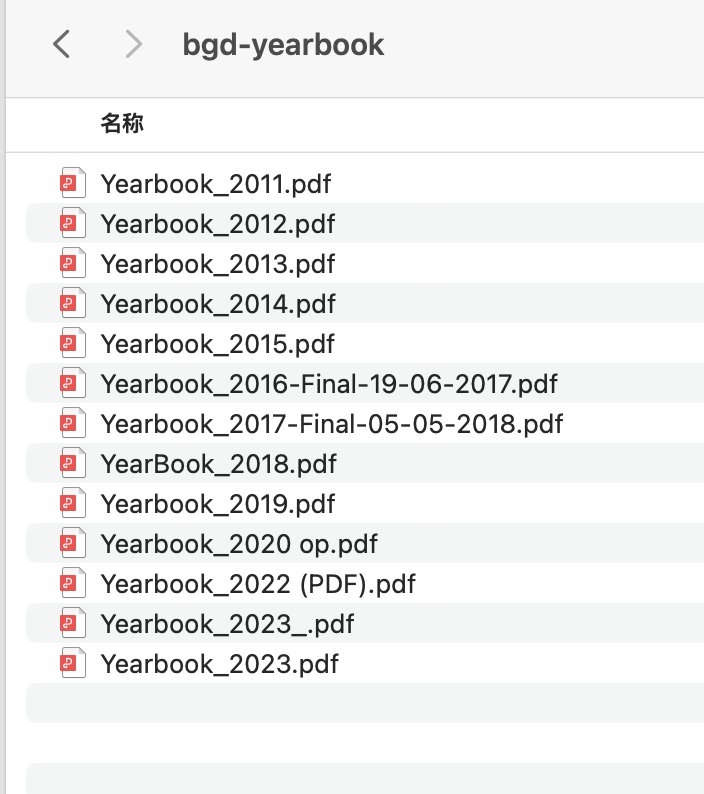 bgd-yearbook
名称
Yearbook_2011.pdf
Yearbook_2012.pdf
Yearbook_2013.pdf
Yearbook_2014.pdf
Yearbook_2015.pdf
Yearbook_2016-Final-19-06-2017.pdf
Yearbook_2017-Final-05-05-2018.pdf
YearBook_2018.pdf
Yearbook_2019.pdf
Yearbook_2020 op.pdf
Yearbook_2022 (PDF).pdf
Yearbook_2023_.pdf
Yearbook_2023.pdf